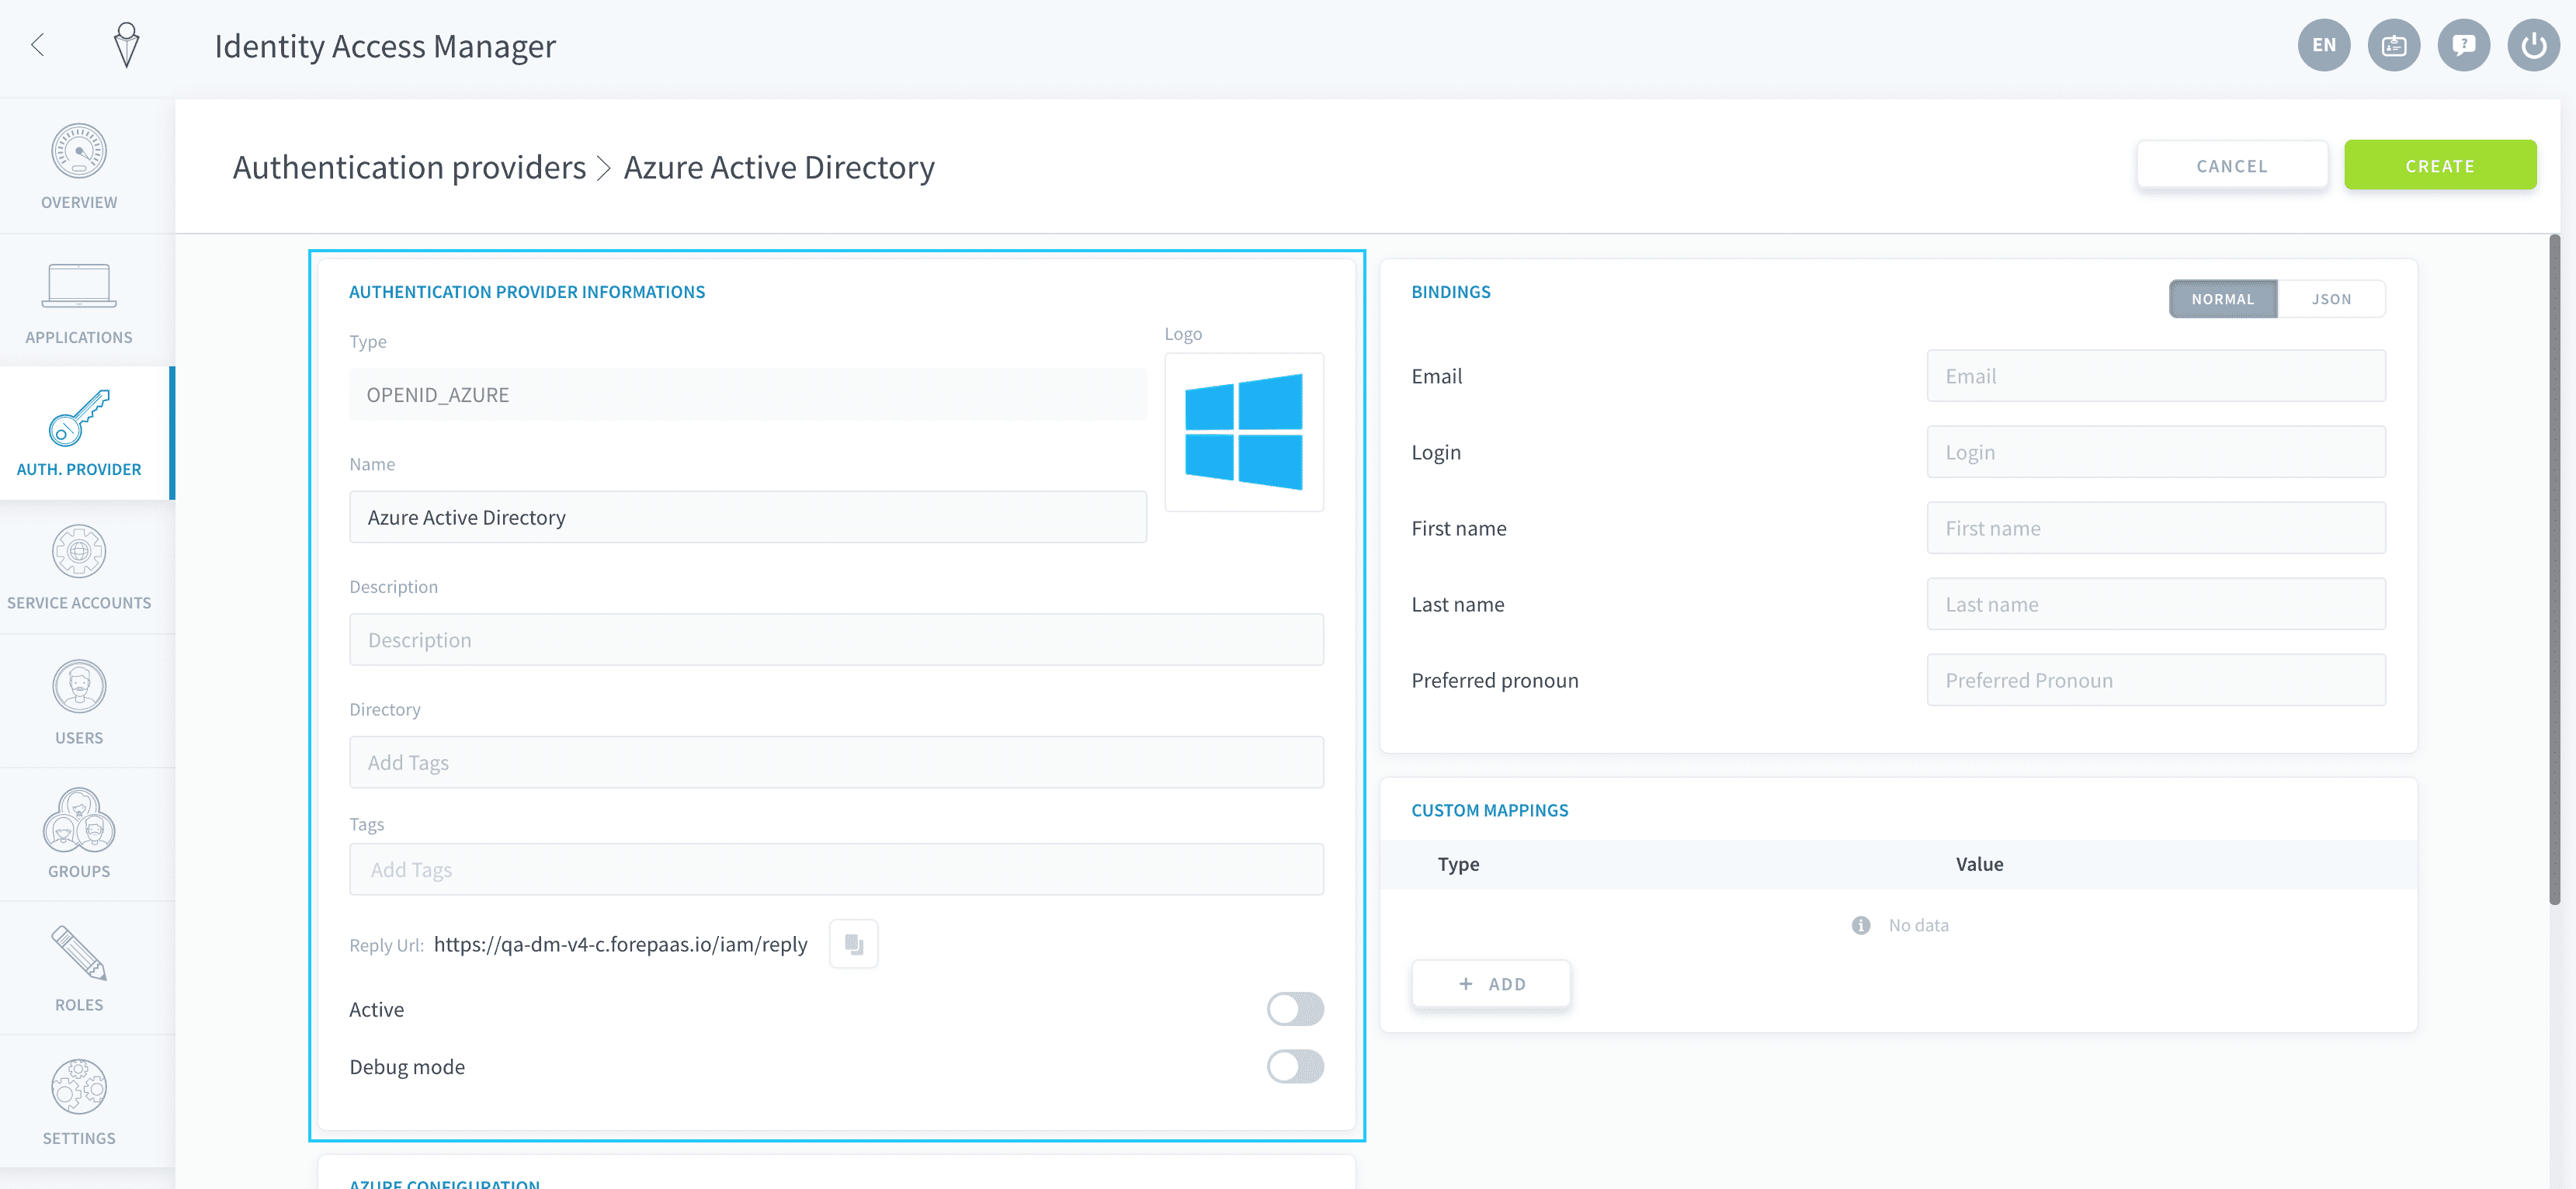 Identity Access Manager
EN
?
OVERVIEW
APPLICATIONS
AUTH. PROVIDER
SERVICE ACCOUNTS
USERS
GROUPS
ROLES
SETTINGS
Authentication providers > Azure Active Directory
CANCEL
CREATE
AUTHENTICATION PROVIDER INFORMATIONS
Type
OPENID_AZURE
Logo
Name
Azure Active Directory
Description
Description
Directory
Add Tags
Tags
Add Tags
Reply Url: https://qa-dm-v4-c.forepaas.io/iam/reply
Active
Debug mode
AZURE CONFIGURATION
BINDINGS
NORMAL
JSON
Email
Email
Login
Login
First name
First name
Last name
Last name
Preferred pronoun
Preferred Pronoun
CUSTOM MAPPINGS
Type
Value
No data
+ ADD